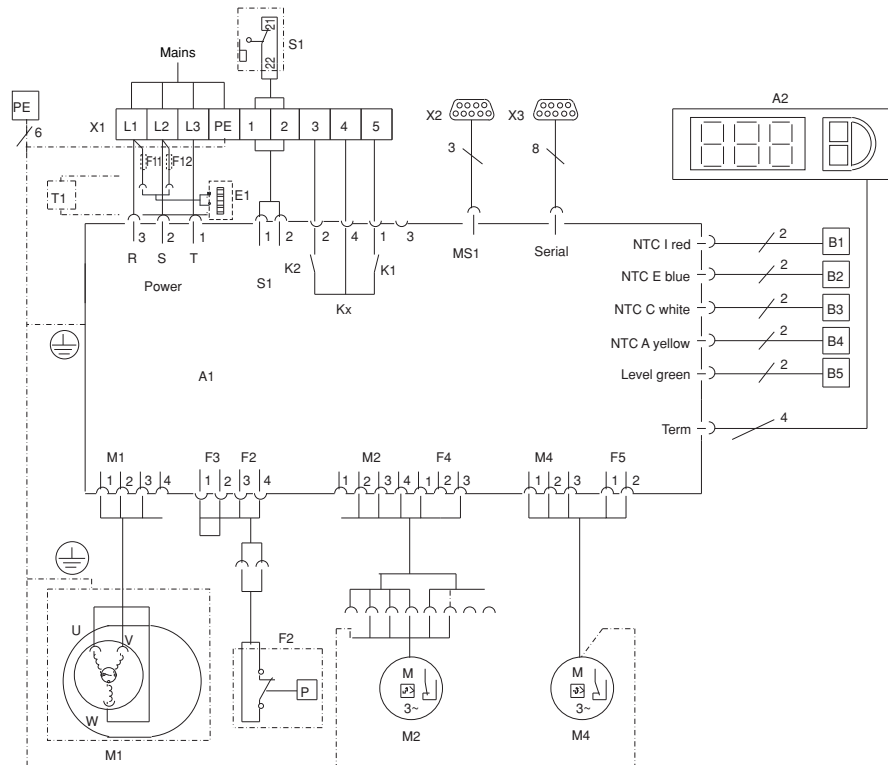 Mains
21
22
S1
A2
PE
6
X1
L1 L2 L3 PE 1 2 3 4 5
X2
X3
3
8
F11 F12
T1
E1
3 2 1
1 2
2 4 1 3
R S T
S1
K2 K1
MS1
Serial
Power
Kx
NTC I red 2 B1
NTC E blue 2 B2
NTC C white 2 B3
NTC A yellow 2 B4
Level green 2 B5
A1
Term 4
M1 F3 F2 M2 F4 M4 F5
1 2 3 4
1 2 3 4
1 2 3 4 1 2 3
1 2 3 1 2
U V
W
M1
F2
P
M
3~
M2
M
3~
M4